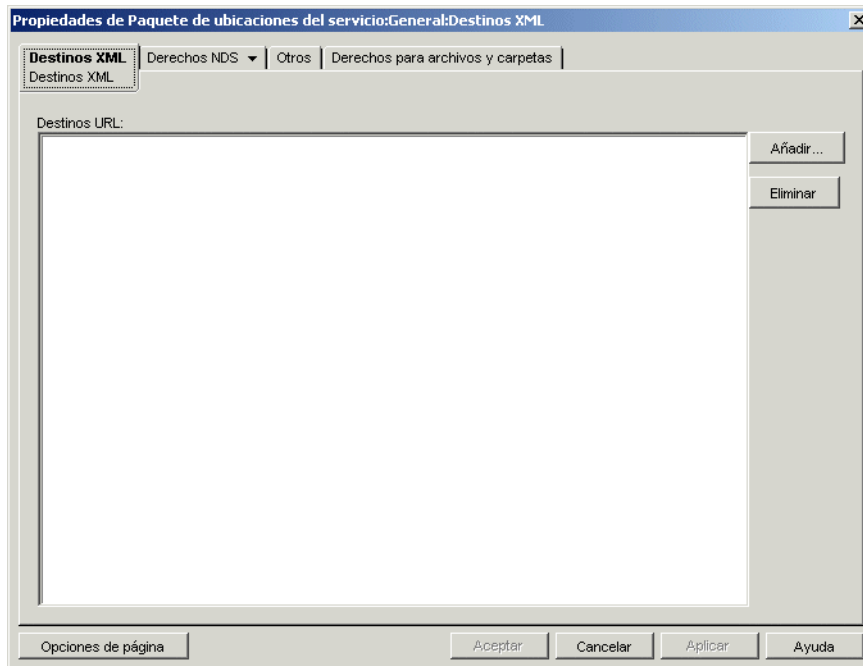 Propiedades de Paquete de ubicaciones del servicio:General:Destinos XML
Destinos XML Derechos NDS Otros Derechos para archivos y carpetas
Destinos XML
Destinos URL:
Añadir...
Eliminar
Opciones de página Aceptar Cancelar Aplicar Ayuda